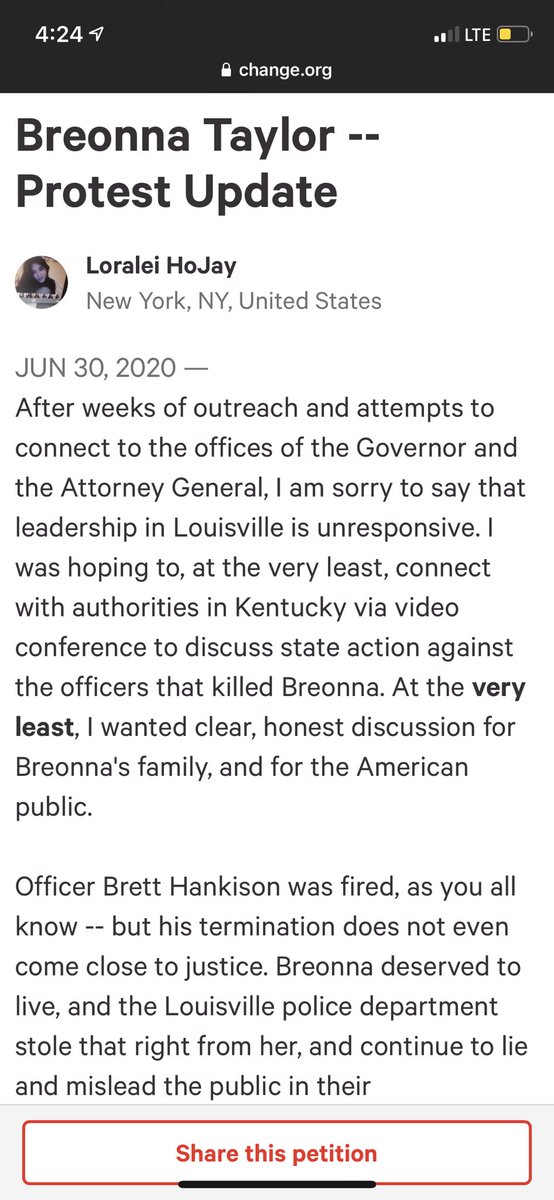 4:24
LTE
change.org
Breonna Taylor --
Protest Update
Loralei HoJay
New York, NY, United States
JUN 30, 2020 —
After weeks of outreach and attempts to
connect to the offices of the Governor and
the Attorney General, I am sorry to say that
leadership in Louisville is unresponsive. I
was hoping to, at the very least, connect
with authorities in Kentucky via video
conference to discuss state action against
the officers that killed Breonna. At the very
least, I wanted clear, honest discussion for
Breonna's family, and for the American
public.
Officer Brett Hankison was fired, as you all
know -- but his termination does not even
come close to justice. Breonna deserved to
live, and the Louisville police department
stole that right from her, and continue to lie
and mislead the public in their
Share this petition